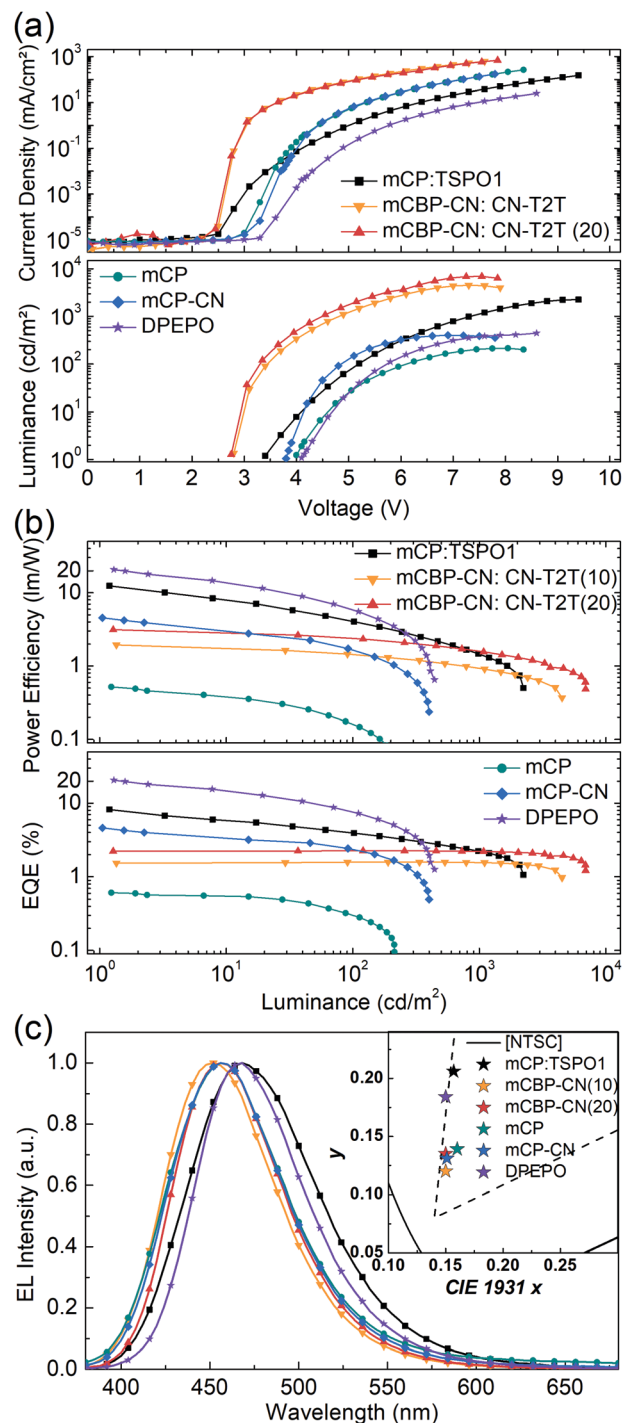 (a)
Current Density (mA/cm²)
10³
10¹
10⁻¹
10⁻³
10⁻⁵
mCP:TSPO1
mCBP-CN: CN-T2T
mCBP-CN: CN-T2T (20)
Luminance (cd/m²)
10⁴
10³
10²
10¹
10⁰
mCP
mCP-CN
DPEPO
0 1 2 3 4 5 6 7 8 9 10
Voltage (V)
(b)
Power Efficiency (lm/W)
20
10
1
0.1
mCP:TSPO1
mCBP-CN: CN-T2T(10)
mCBP-CN: CN-T2T(20)
EQE (%)
20
10
1
0.1
mCP
mCP-CN
DPEPO
10⁰ 10¹ 10² 10³ 10⁴
Luminance (cd/m²)
(c)
EL Intensity (a.u.)
1.0
0.8
0.6
0.4
0.2
0.0
400 450 500 550 600 650
Wavelength (nm)
[NTSC]
mCP:TSPO1
mCBP-CN(10)
mCBP-CN(20)
mCP
mCP-CN
DPEPO
y
0.20
0.15
0.10
0.05
0.10 0.15 0.20 0.25
CIE 1931 x